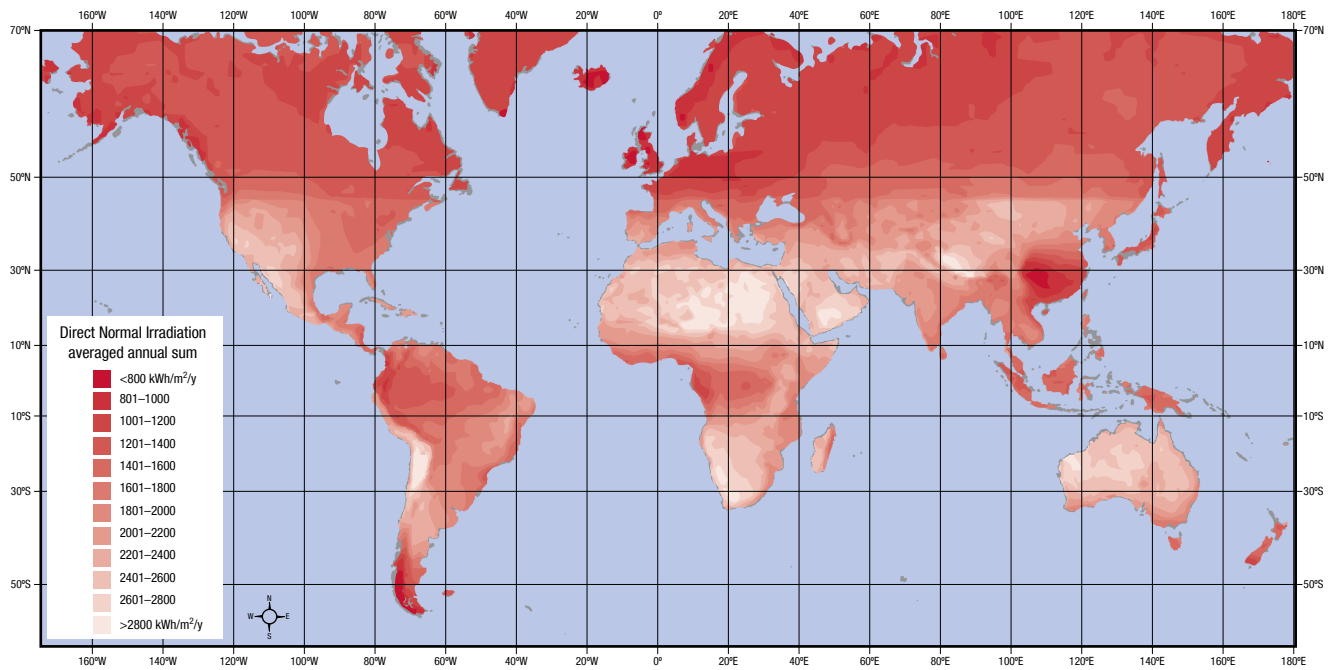 160ºW 140ºW 120ºW 100ºW 80ºW 60ºW 40ºW 20ºW 0º 20ºE 40ºE 60ºE 80ºE 100ºE 120ºE 140ºE 160ºE 180ºE
70ºN 70ºN
50ºN 50ºN
30ºN 30ºN
Direct Normal Irradiation
averaged annual sum
10ºN 10ºN
<800 kWh/m²/y
801–1000
10ºS 10ºS
1001–1200
1201–1400
1401–1600
30ºS 30ºS
1601–1800
1801–2000
2001–2200
2201–2400
2401–2600
50ºS 50ºS
2601–2800
>2800 kWh/m²/y
N
W E
S
160ºW 140ºW 120ºW 100ºW 80ºW 60ºW 40ºW 20ºW 0º 20ºE 40ºE 60ºE 80ºE 100ºE 120ºE 140ºE 160ºE 180ºE